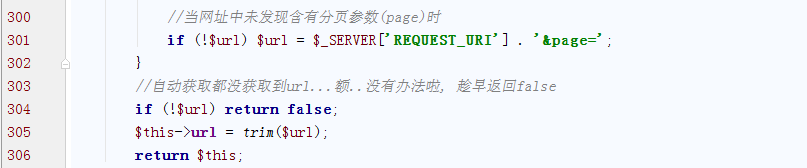 300 //当网址中未发现含有分页参数(page)时
301 if (!$url) $url = $_SERVER['REQUEST_URI'] . '&page=';
302 }
303 //自动获取都没获取到url...额..没有办法啦, 趁早返回false
304 if (!$url) return false;
305 $this->url = trim($url);
306 return $this;